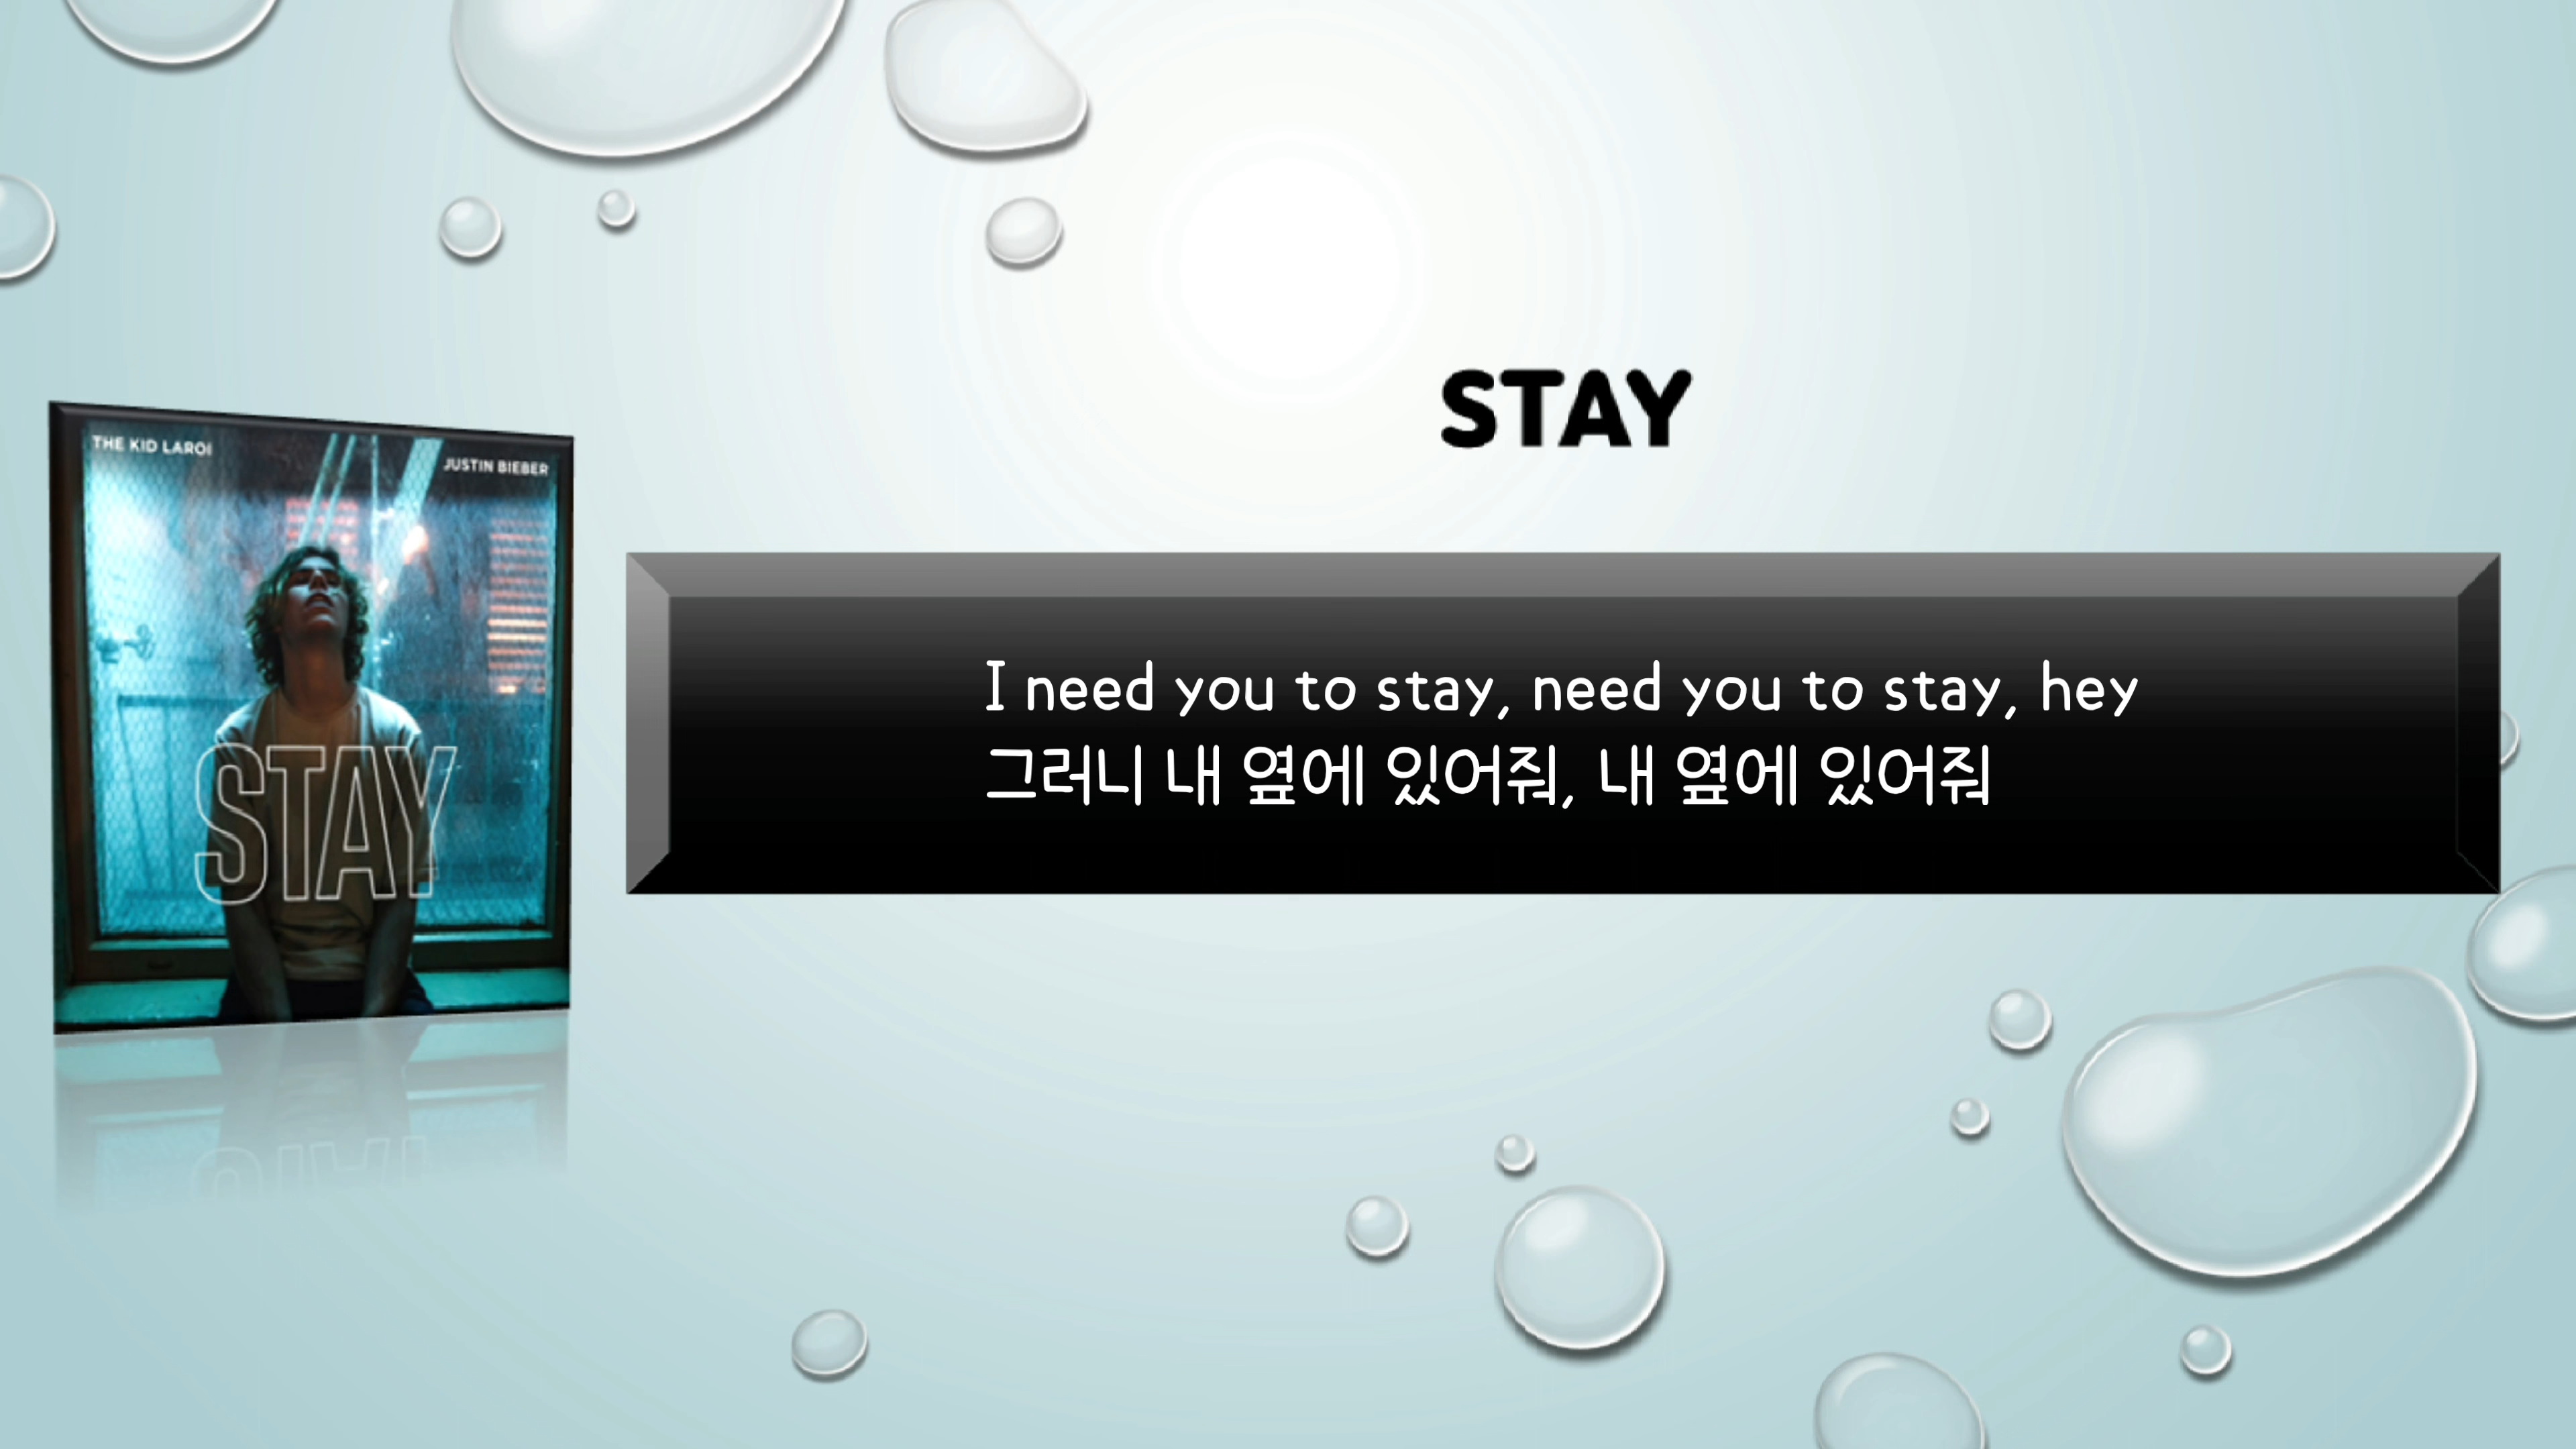 STAY
THE KID LAROI
JUSTIN BIEBER
STAY
I need you to stay, need you to stay, hey
그러니 내 옆에 있어줘, 내 옆에 있어줘